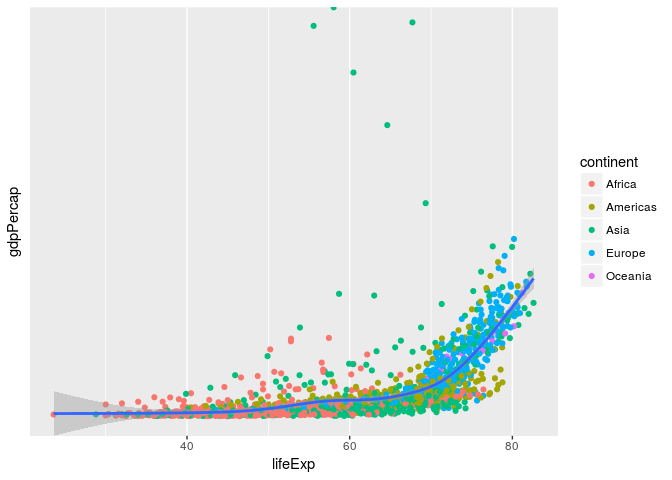 gdpPercap
40
60
80
lifeExp
continent
Africa
Americas
Asia
Europe
Oceania